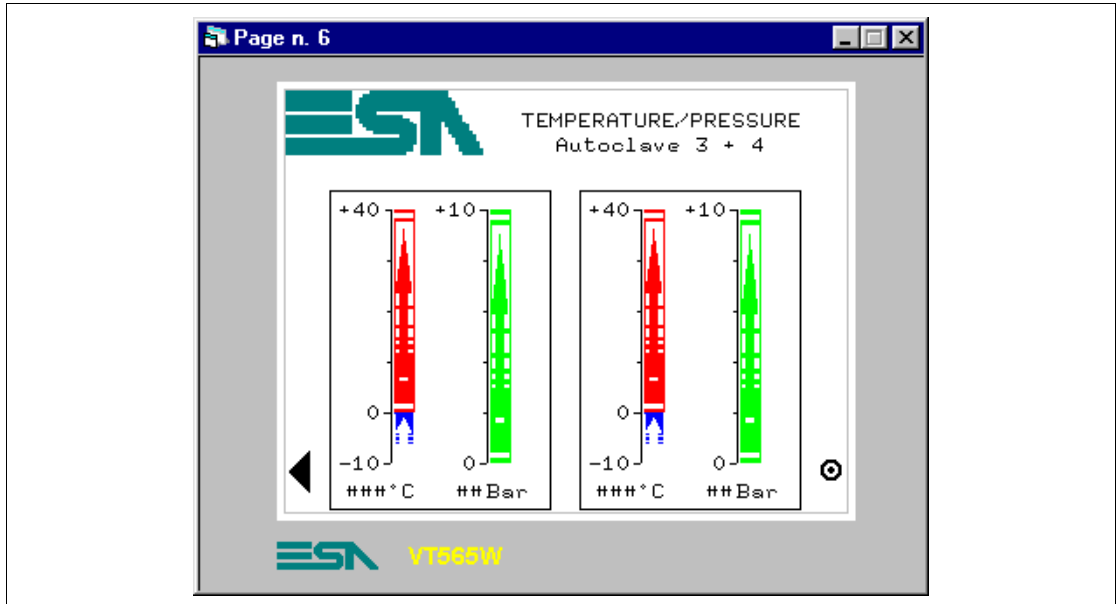 Page n. 6
ESA
TEMPERATURE/PRESSURE
Autoclave 3 + 4
+40 +10 +40 +10
0 0
-10 0 -10 0
###°C ##Bar ###°C ##Bar
ESA VT565W